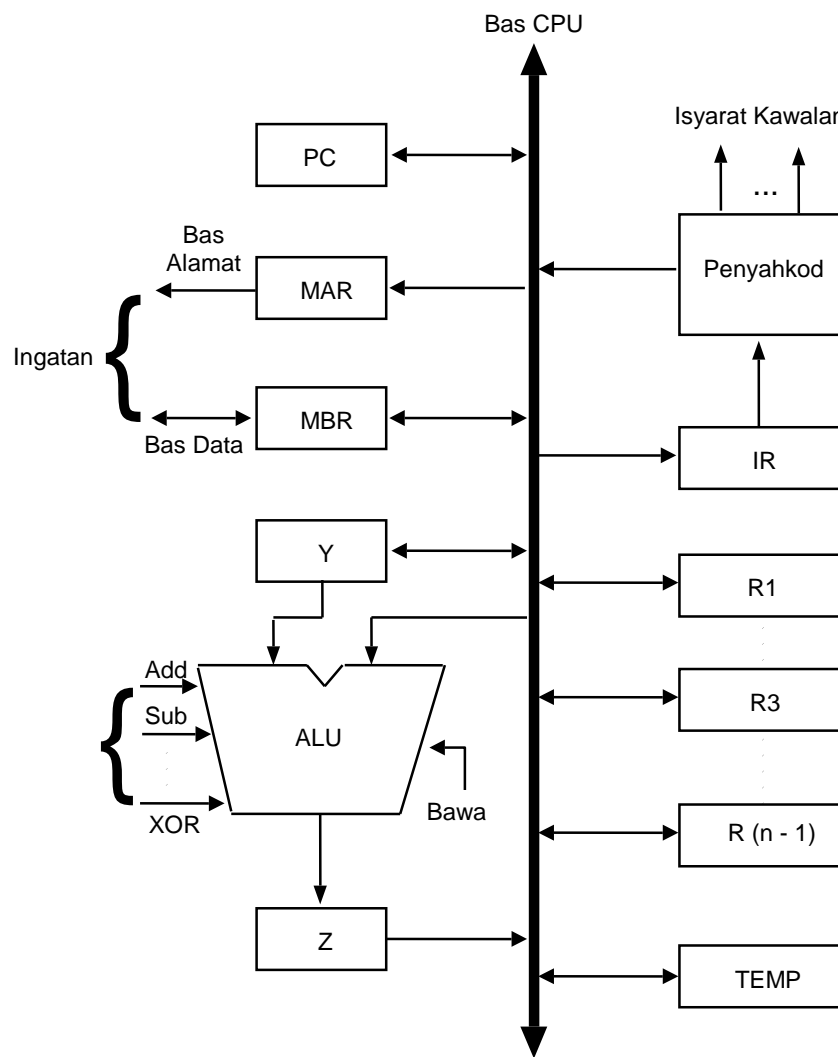 Bas CPU
Isyarat Kawalan
...
PC
Bas
Alamat
MAR
Penyahkod
Ingatan
MBR
Bas Data
IR
Y
R1
Add
Sub
ALU
R3
XOR
Bawa
R (n - 1)
Z
TEMP